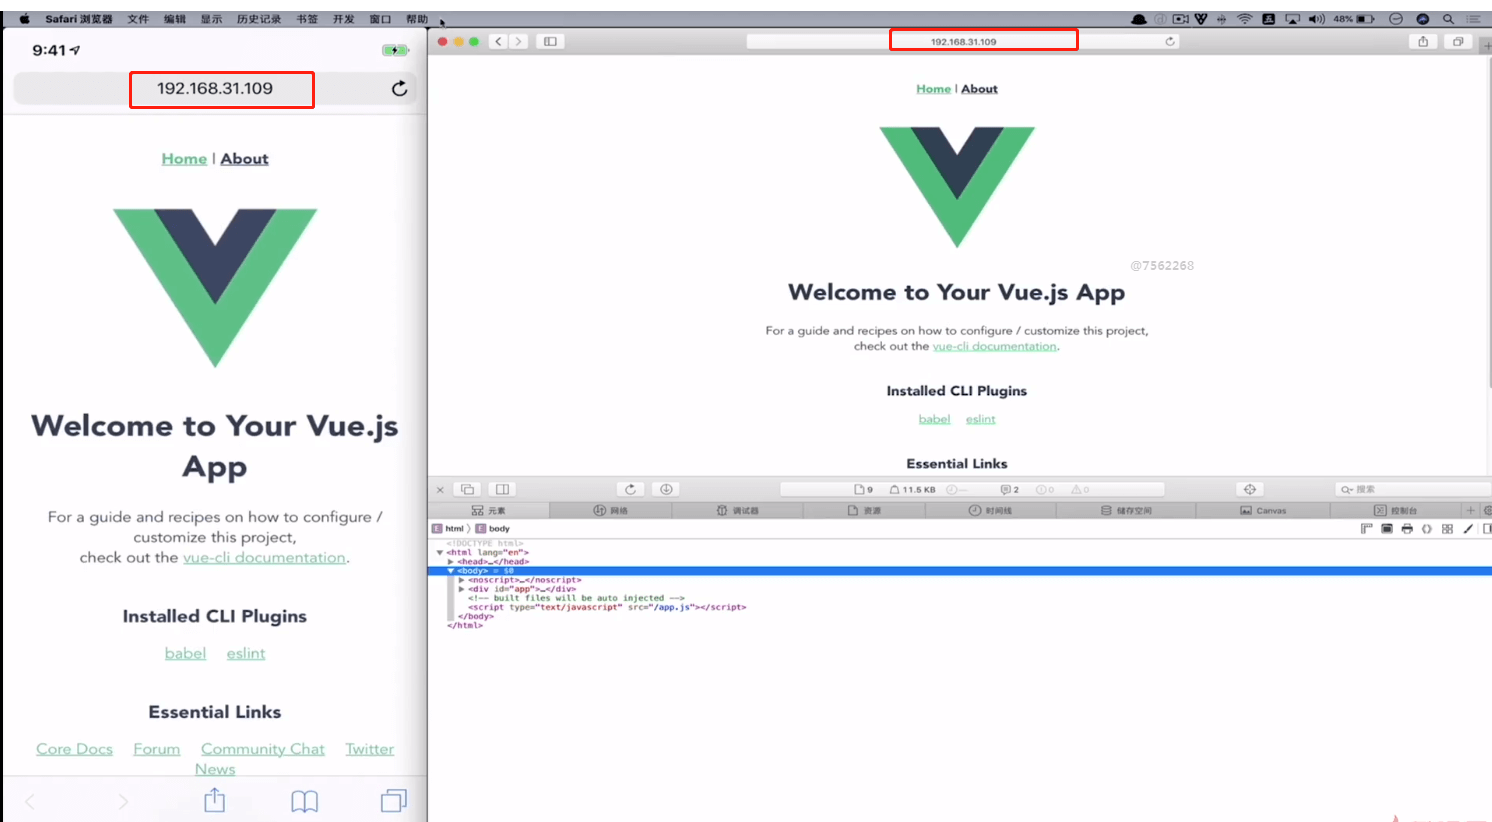 Safari 浏览器 文件 编辑 显示 历史记录 书签 开发 窗口 帮助
48%
9:41
192.168.31.109
Home | About
Welcome to Your Vue.js
App
For a guide and recipes on how to configure /
customize this project,
check out the vue-cli documentation.
Installed CLI Plugins
babel eslint
Essential Links
Core Docs Forum Community Chat Twitter
News
192.168.31.109
Home | About
@7562268
Welcome to Your Vue.js App
For a guide and recipes on how to configure / customize this project,
check out the vue-cli documentation.
Installed CLI Plugins
babel eslint
Essential Links
9 11.5 KB 2 0 0 搜索
元素 网络 调试器 资源 时间线 储存空间 Canvas 控制台
E html E body
<!DOCTYPE html>
<html lang="en">
<head>…</head>
<body> = $0
<noscript>…</noscript>
<div id="app">…</div>
<!-- built files will be auto injected -->
<script type="text/javascript" src="/app.js"></script>
</body>
</html>